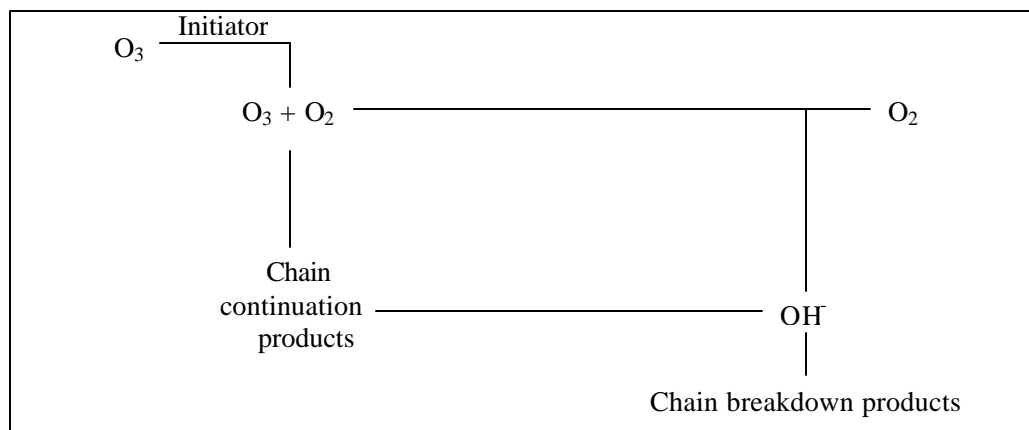 Initiator
O₃
O₃ + O₂
O₂
Chain
continuation
products
OH⁻
Chain breakdown products